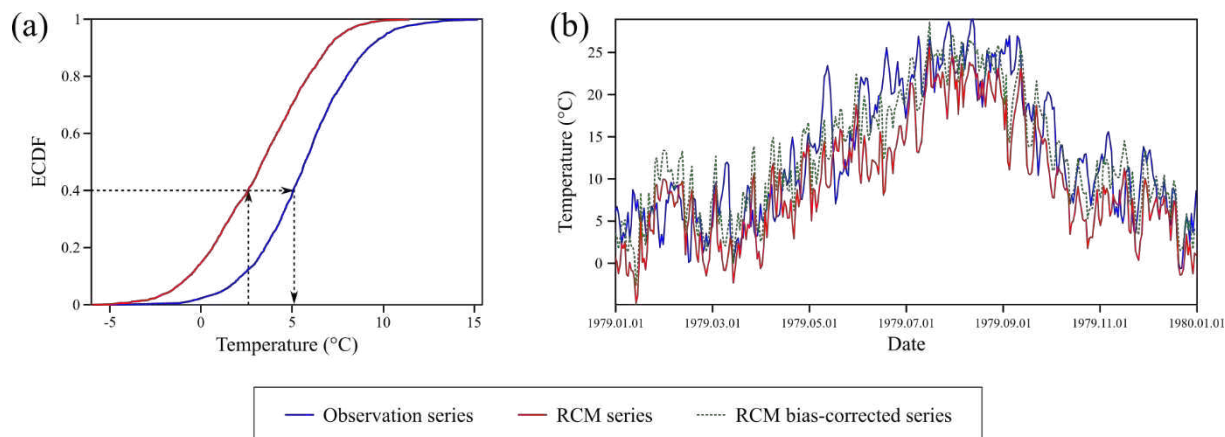 (a)
1
0.8
0.6
0.4
0.2
0
ECDF
-5 0 5 10 15
Temperature (°C)
(b)
25
20
15
10
5
0
Temperature (°C)
1979.01.01 1979.03.01 1979.05.01 1979.07.01 1979.09.01 1979.11.01 1980.01.01
Date
Observation series RCM series RCM bias-corrected series